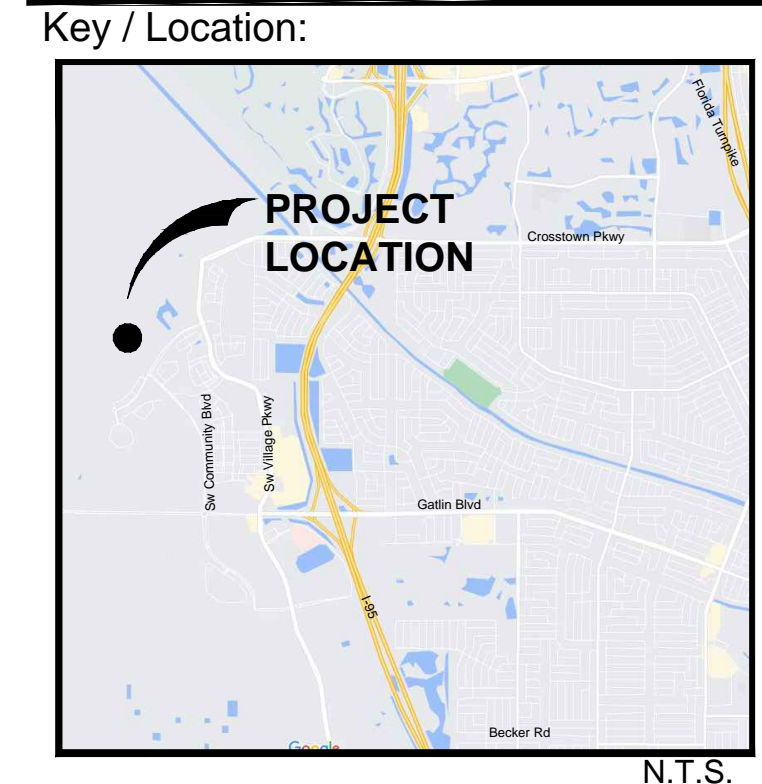 Key / Location:
Florida Turnpike
PROJECT
LOCATION
Crosstown Pkwy
Sw Community Blvd
Sw Village Pkwy
Gatlin Blvd
I-95
Becker Rd
Google
N.T.S.